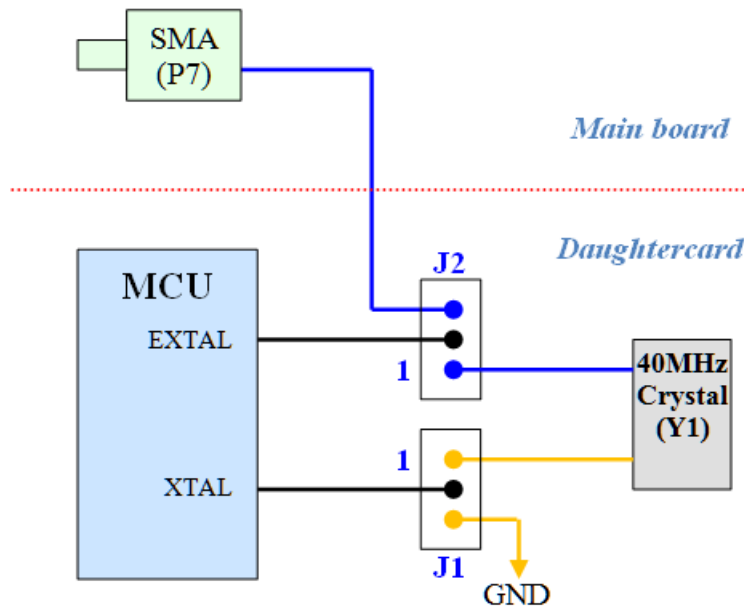 SMA
(P7)
Main board
Daughtercard
J2
MCU
EXTAL
1
40MHz
Crystal
(Y1)
1
XTAL
J1
GND